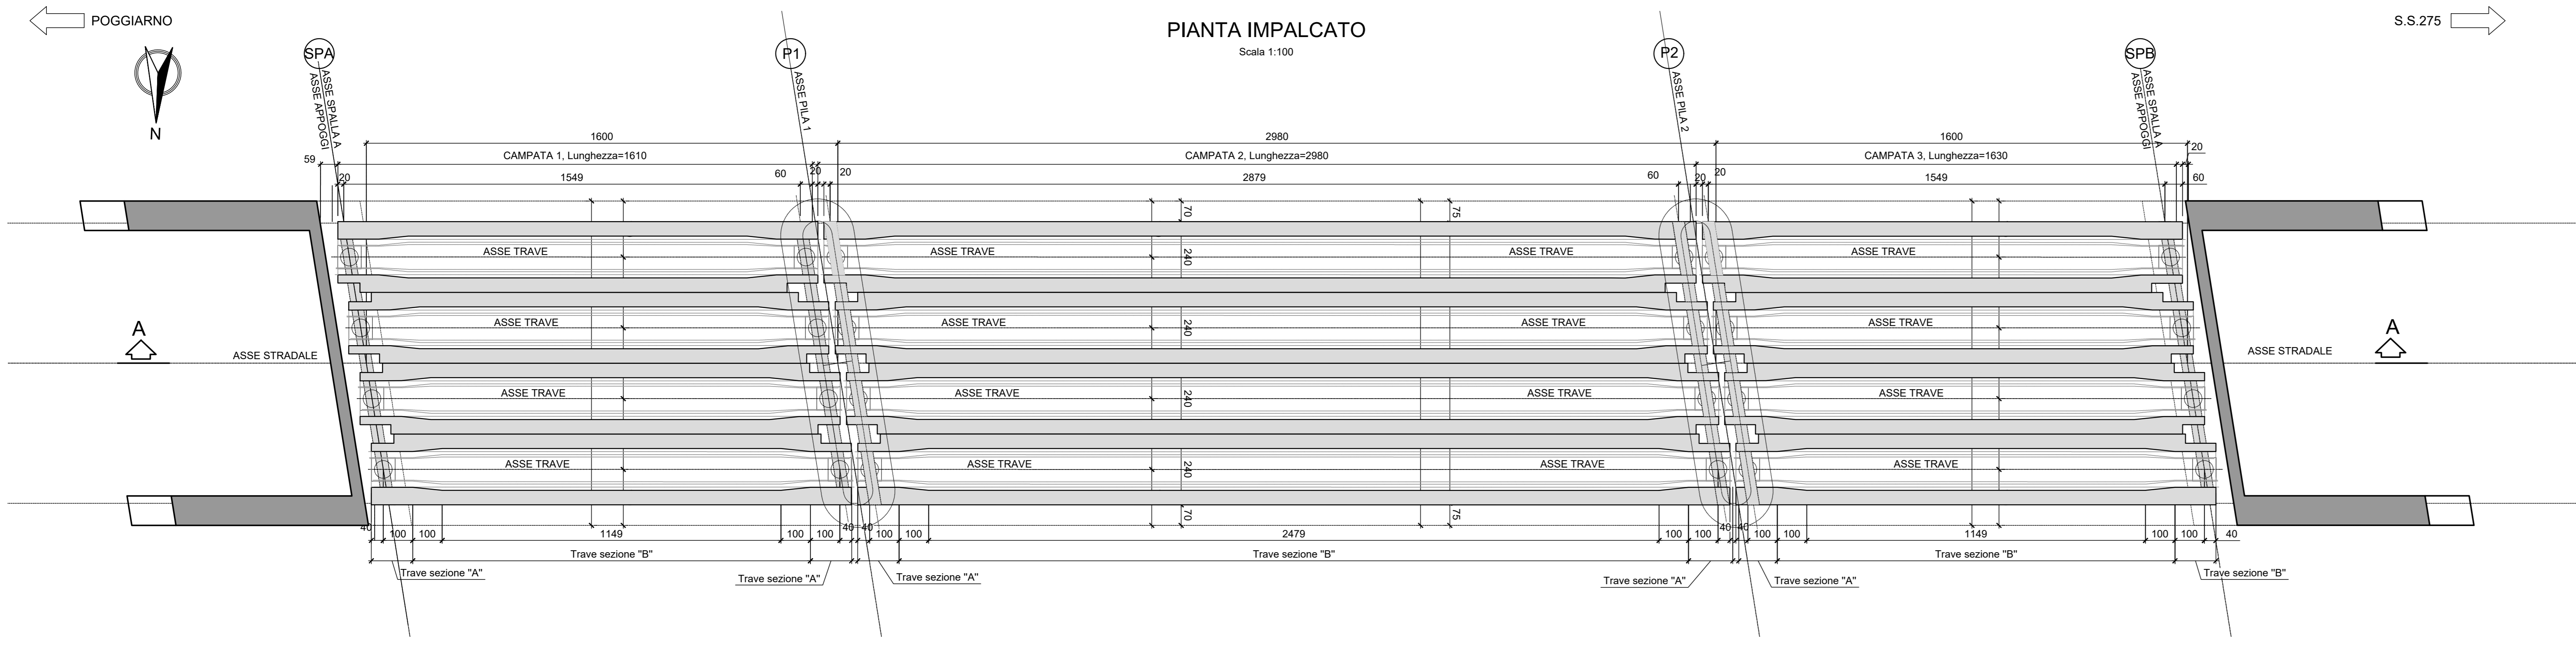 POGGIARNO
PIANTA IMPALCATO
S.S.275
Scala 1:100
SPA
P1
P2
SPB
ASSE SPALLA A
ASSE APPOGGI
ASSE PILA 1
ASSE PILA 2
ASSE SPALLA A
ASSE APPOGGI
N
1600
2980
1600
59
CAMPATA 1, Lunghezza=1610
CAMPATA 2, Lunghezza=2980
CAMPATA 3, Lunghezza=1630
20
20
1549
60
20
20
2879
60
20
20
1549
60
70
75
ASSE TRAVE
ASSE TRAVE
240
ASSE TRAVE
ASSE TRAVE
ASSE TRAVE
ASSE TRAVE
240
ASSE TRAVE
ASSE TRAVE
A
A
ASSE STRADALE
ASSE STRADALE
ASSE TRAVE
ASSE TRAVE
240
ASSE TRAVE
ASSE TRAVE
ASSE TRAVE
ASSE TRAVE
240
ASSE TRAVE
ASSE TRAVE
70
75
40
100
100
1149
100
100
40
40
100
100
2479
100
100
40
40
100
100
1149
100
100
40
Trave sezione "B"
Trave sezione "B"
Trave sezione "B"
Trave sezione "A"
Trave sezione "A"
Trave sezione "A"
Trave sezione "A"
Trave sezione "A"
Trave sezione "B"